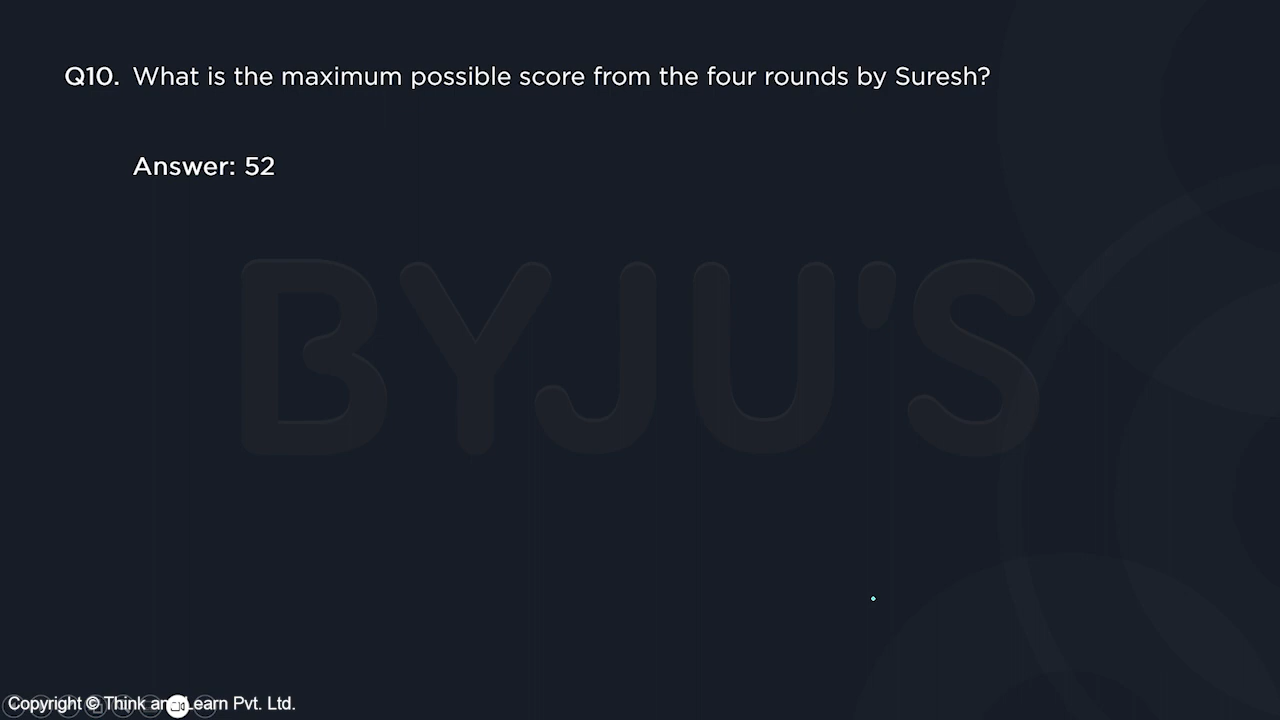 Q10. What is the maximum possible score from the four rounds by Suresh?
Answer: 52
BYJU'S
Copyright © Think and Learn Pvt. Ltd.